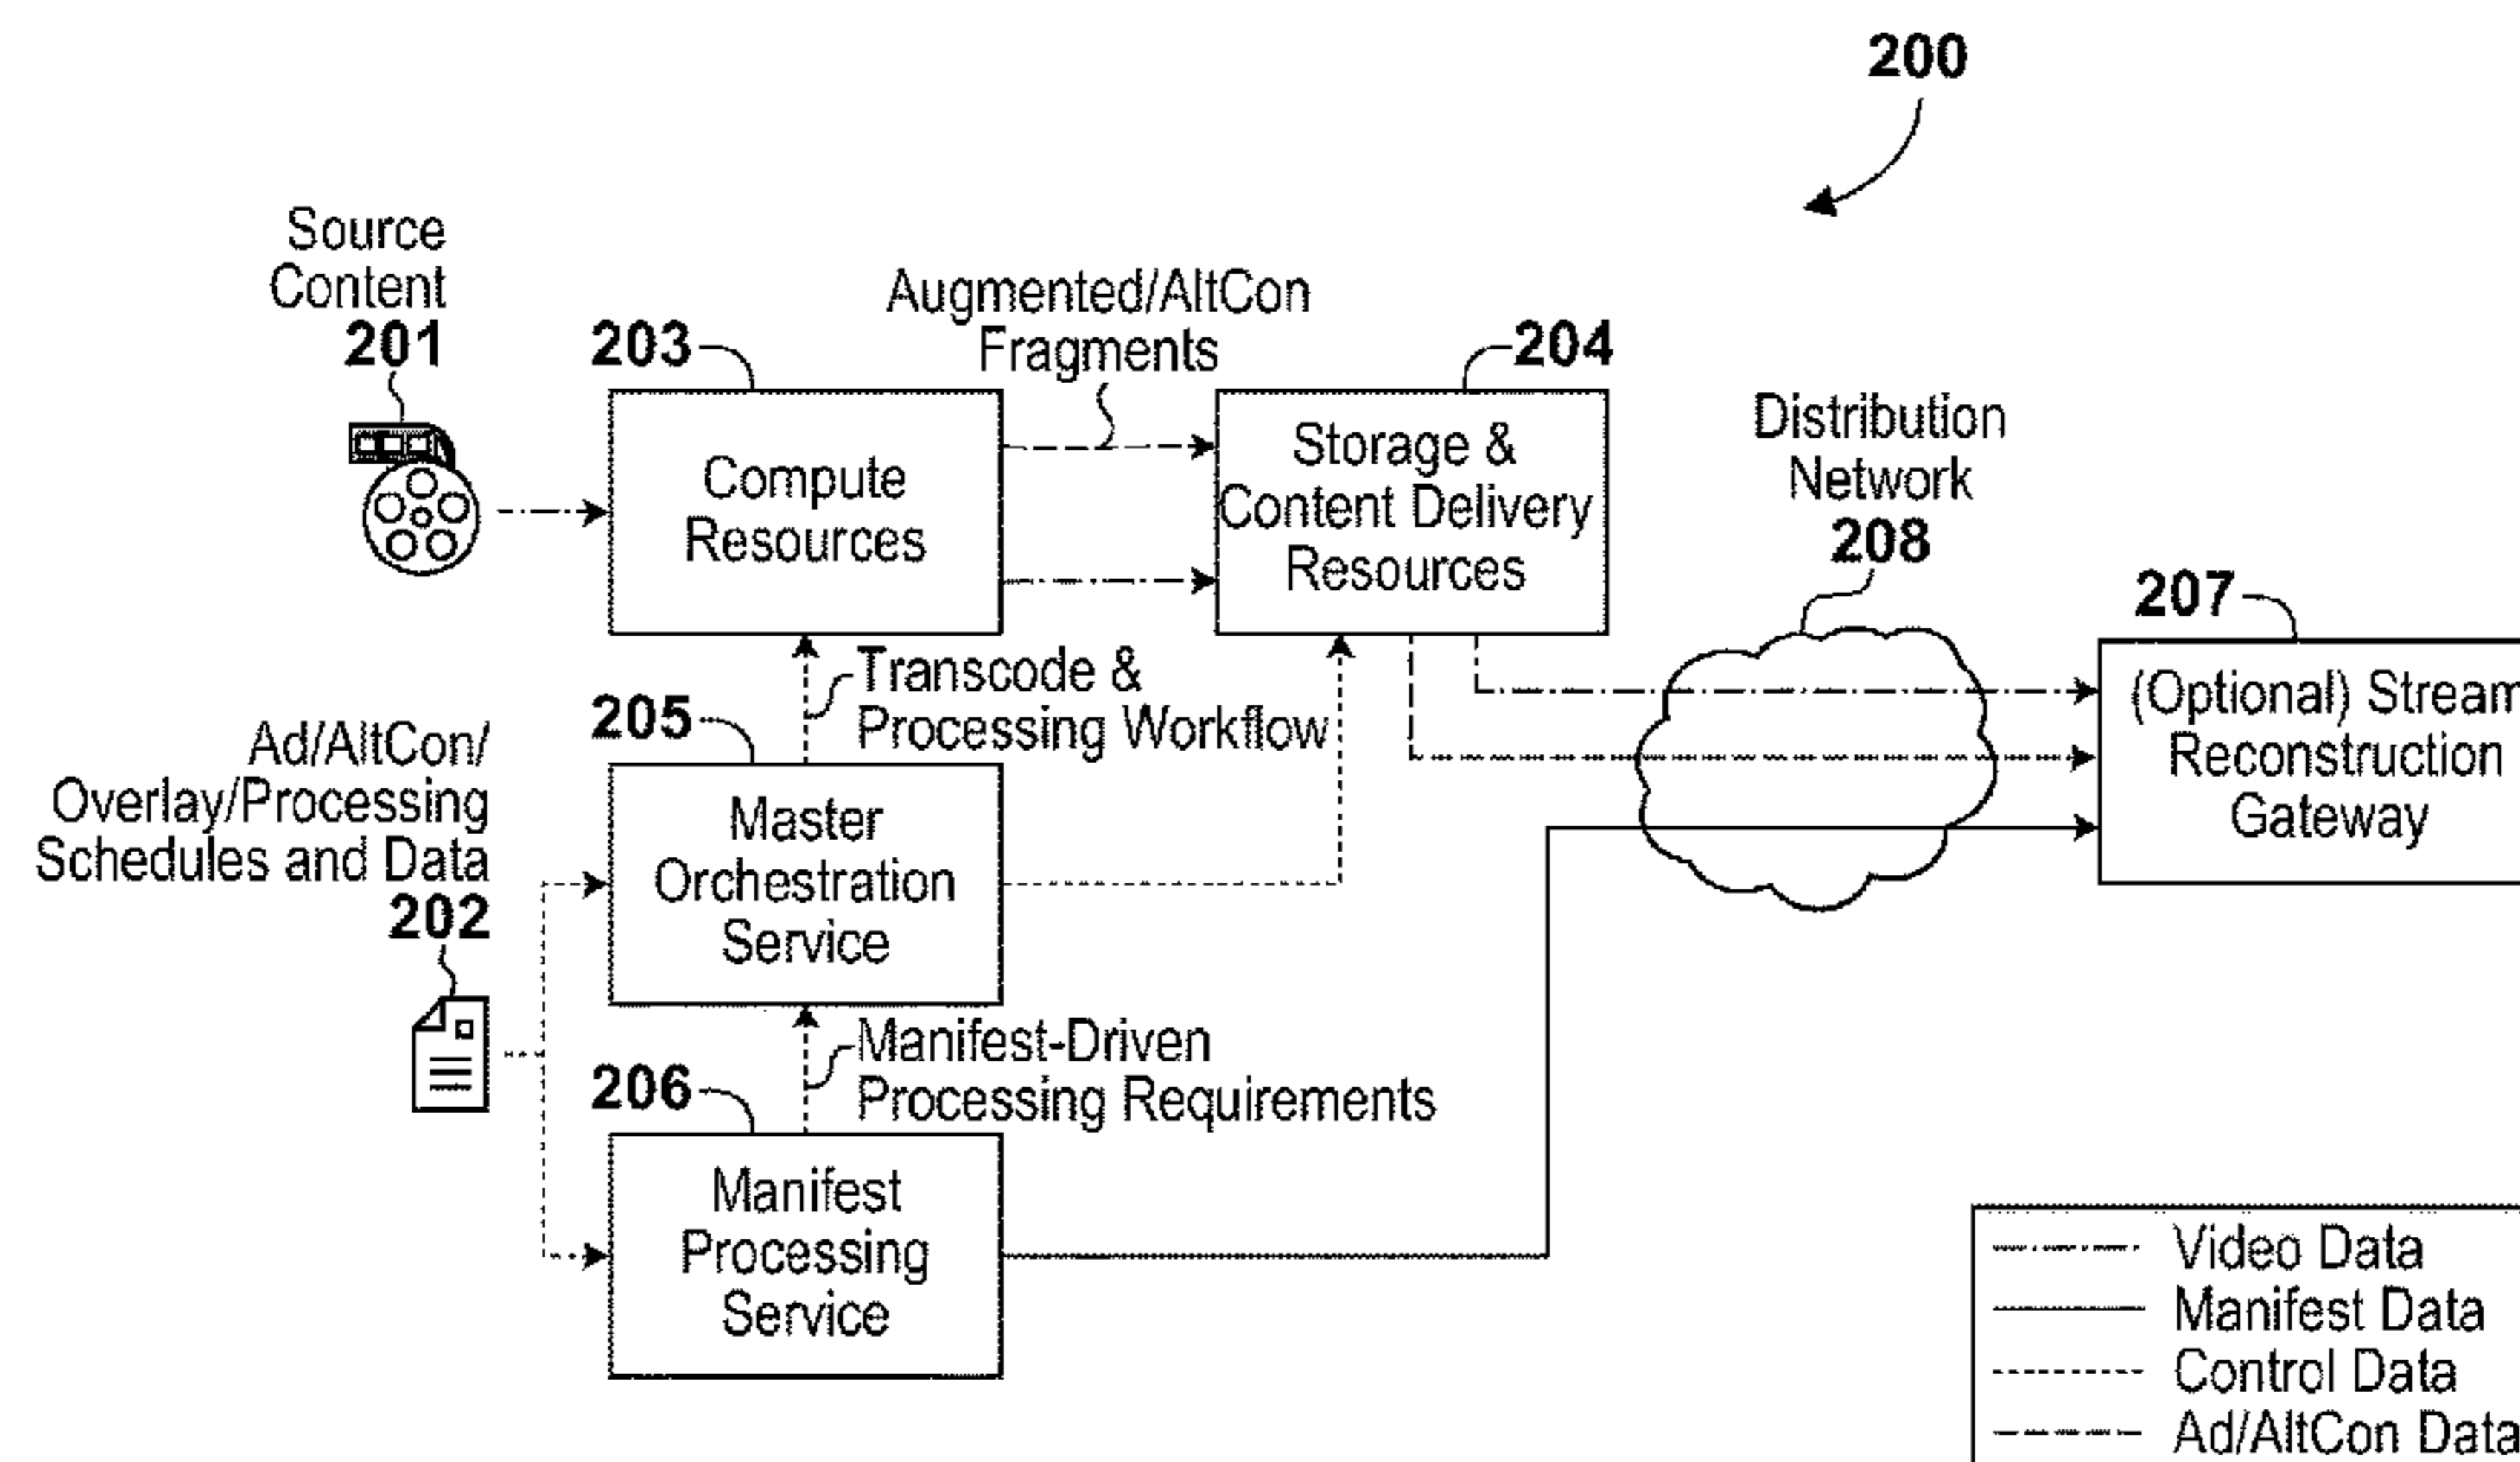 200
Source
Content
201
203
Augmented/AltCon
Fragments
204
Compute
Resources
Storage &
Content Delivery
Resources
Distribution
Network
208
207
(Optional) Stream
Reconstruction
Gateway
Transcode &
Processing Workflow
205
Ad/AltCon/
Overlay/Processing
Schedules and Data
202
Master
Orchestration
Service
Manifest-Driven
Processing Requirements
206
Manifest
Processing
Service
Video Data
Manifest Data
Control Data
Ad/AltCon Data